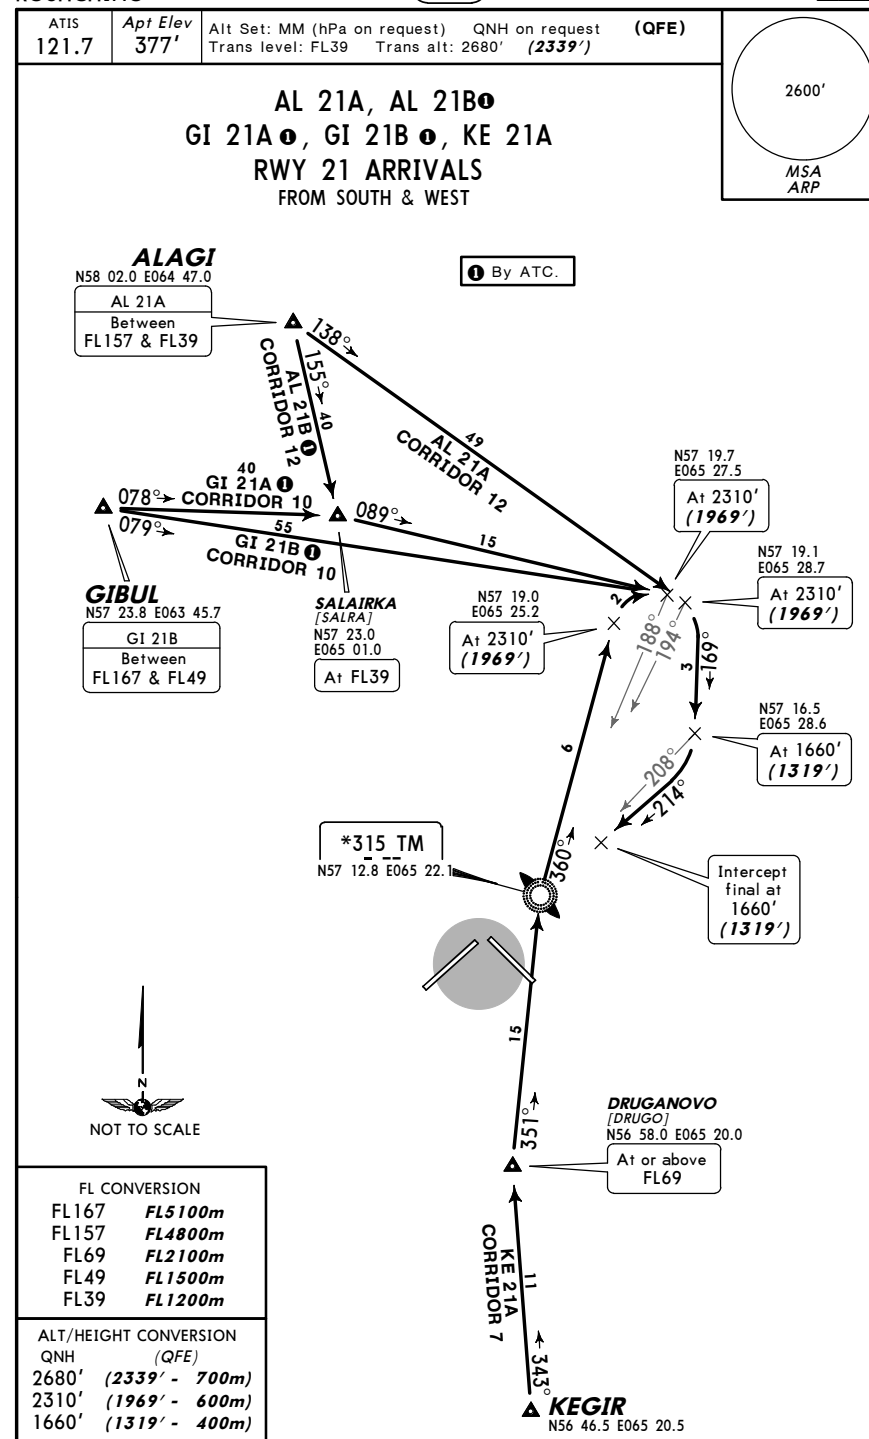 ATIS
121.7
Apt Elev
377'
Alt Set: MM (hPa on request) QNH on request (QFE)
Trans level: FL39 Trans alt: 2680' (2339')
2600'
MSA
ARP
AL 21A, AL 21B❶
GI 21A ❶, GI 21B ❶, KE 21A
RWY 21 ARRIVALS
FROM SOUTH & WEST
❶ By ATC.
ALAGI
N58 02.0 E064 47.0
AL 21A
Between
FL157 & FL39
138°
155°
40
AL 21B ❶
CORRIDOR 12
49
AL 21A
CORRIDOR 12
40
GI 21A ❶
CORRIDOR 10
078°
079°
55
GI 21B ❶
CORRIDOR 10
089°
15
GIBUL
N57 23.8 E063 45.7
GI 21B
Between
FL167 & FL49
SALAIRKA
[SALRA]
N57 23.0
E065 01.0
At FL39
N57 19.7
E065 27.5
At 2310'
(1969')
N57 19.1
E065 28.7
At 2310'
(1969')
N57 19.0
E065 25.2
At 2310'
(1969')
2
188°
194°
3
169°
N57 16.5
E065 28.6
At 1660'
(1319')
208°
214°
6
360°
*315 TM
N57 12.8 E065 22.1
Intercept
final at
1660'
(1319')
15
351°
N
NOT TO SCALE
DRUGANOVO
[DRUGO]
N56 58.0 E065 20.0
At or above
FL69
KE 21A
CORRIDOR 7
11
343°
KEGIR
N56 46.5 E065 20.5
FL CONVERSION
FL167 FL5100m
FL157 FL4800m
FL69 FL2100m
FL49 FL1500m
FL39 FL1200m
ALT/HEIGHT CONVERSION
QNH (QFE)
2680' (2339' - 700m)
2310' (1969' - 600m)
1660' (1319' - 400m)